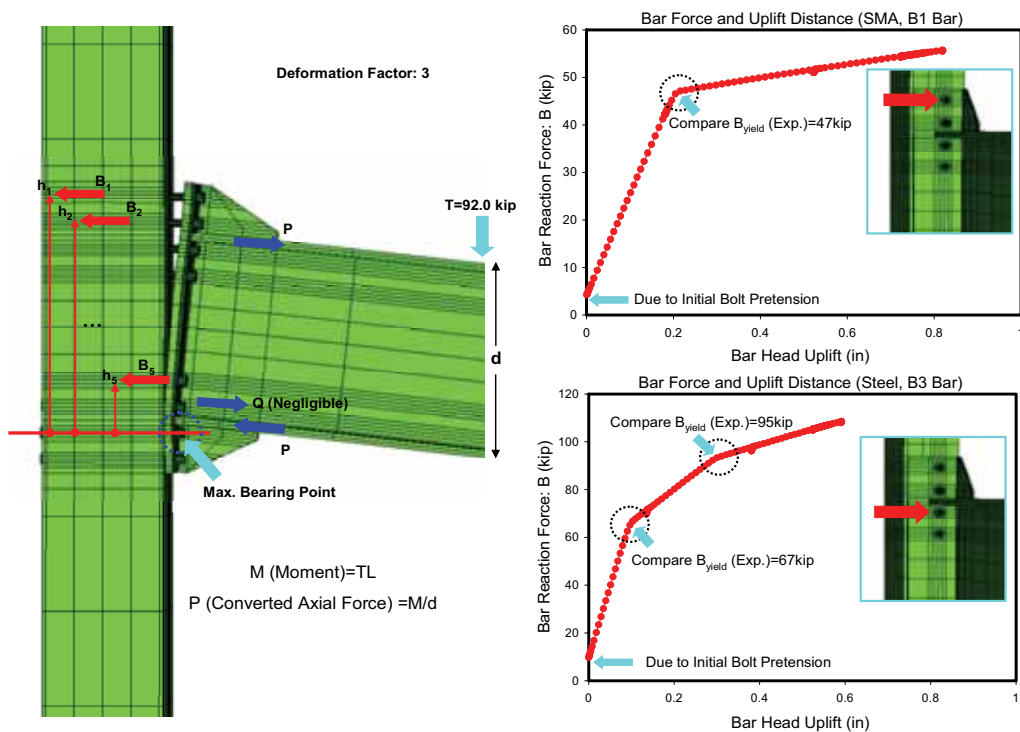 Deformation Factor: 3
h1
B1
h2
B2
P
T=92.0 kip
...
d
B5
h5
Q (Negligible)
P
Max. Bearing Point
M (Moment)=TL
P (Converted Axial Force) =M/d
Bar Force and Uplift Distance (SMA, B1 Bar)
Bar Reaction Force: B (kip)
60
50
40
30
20
10
0
Compare Byield (Exp.)=47kip
Due to Initial Bolt Pretension
0 0.2 0.4 0.6 0.8 1
Bar Head Uplift (in)
Bar Force and Uplift Distance (Steel, B3 Bar)
Bar Reaction Force: B (kip)
120
100
80
60
40
20
0
Compare Byield (Exp.)=95kip
Compare Byield (Exp.)=67kip
Due to Initial Bolt Pretension
0 0.2 0.4 0.6 0.8 1
Bar Head Uplift (in)